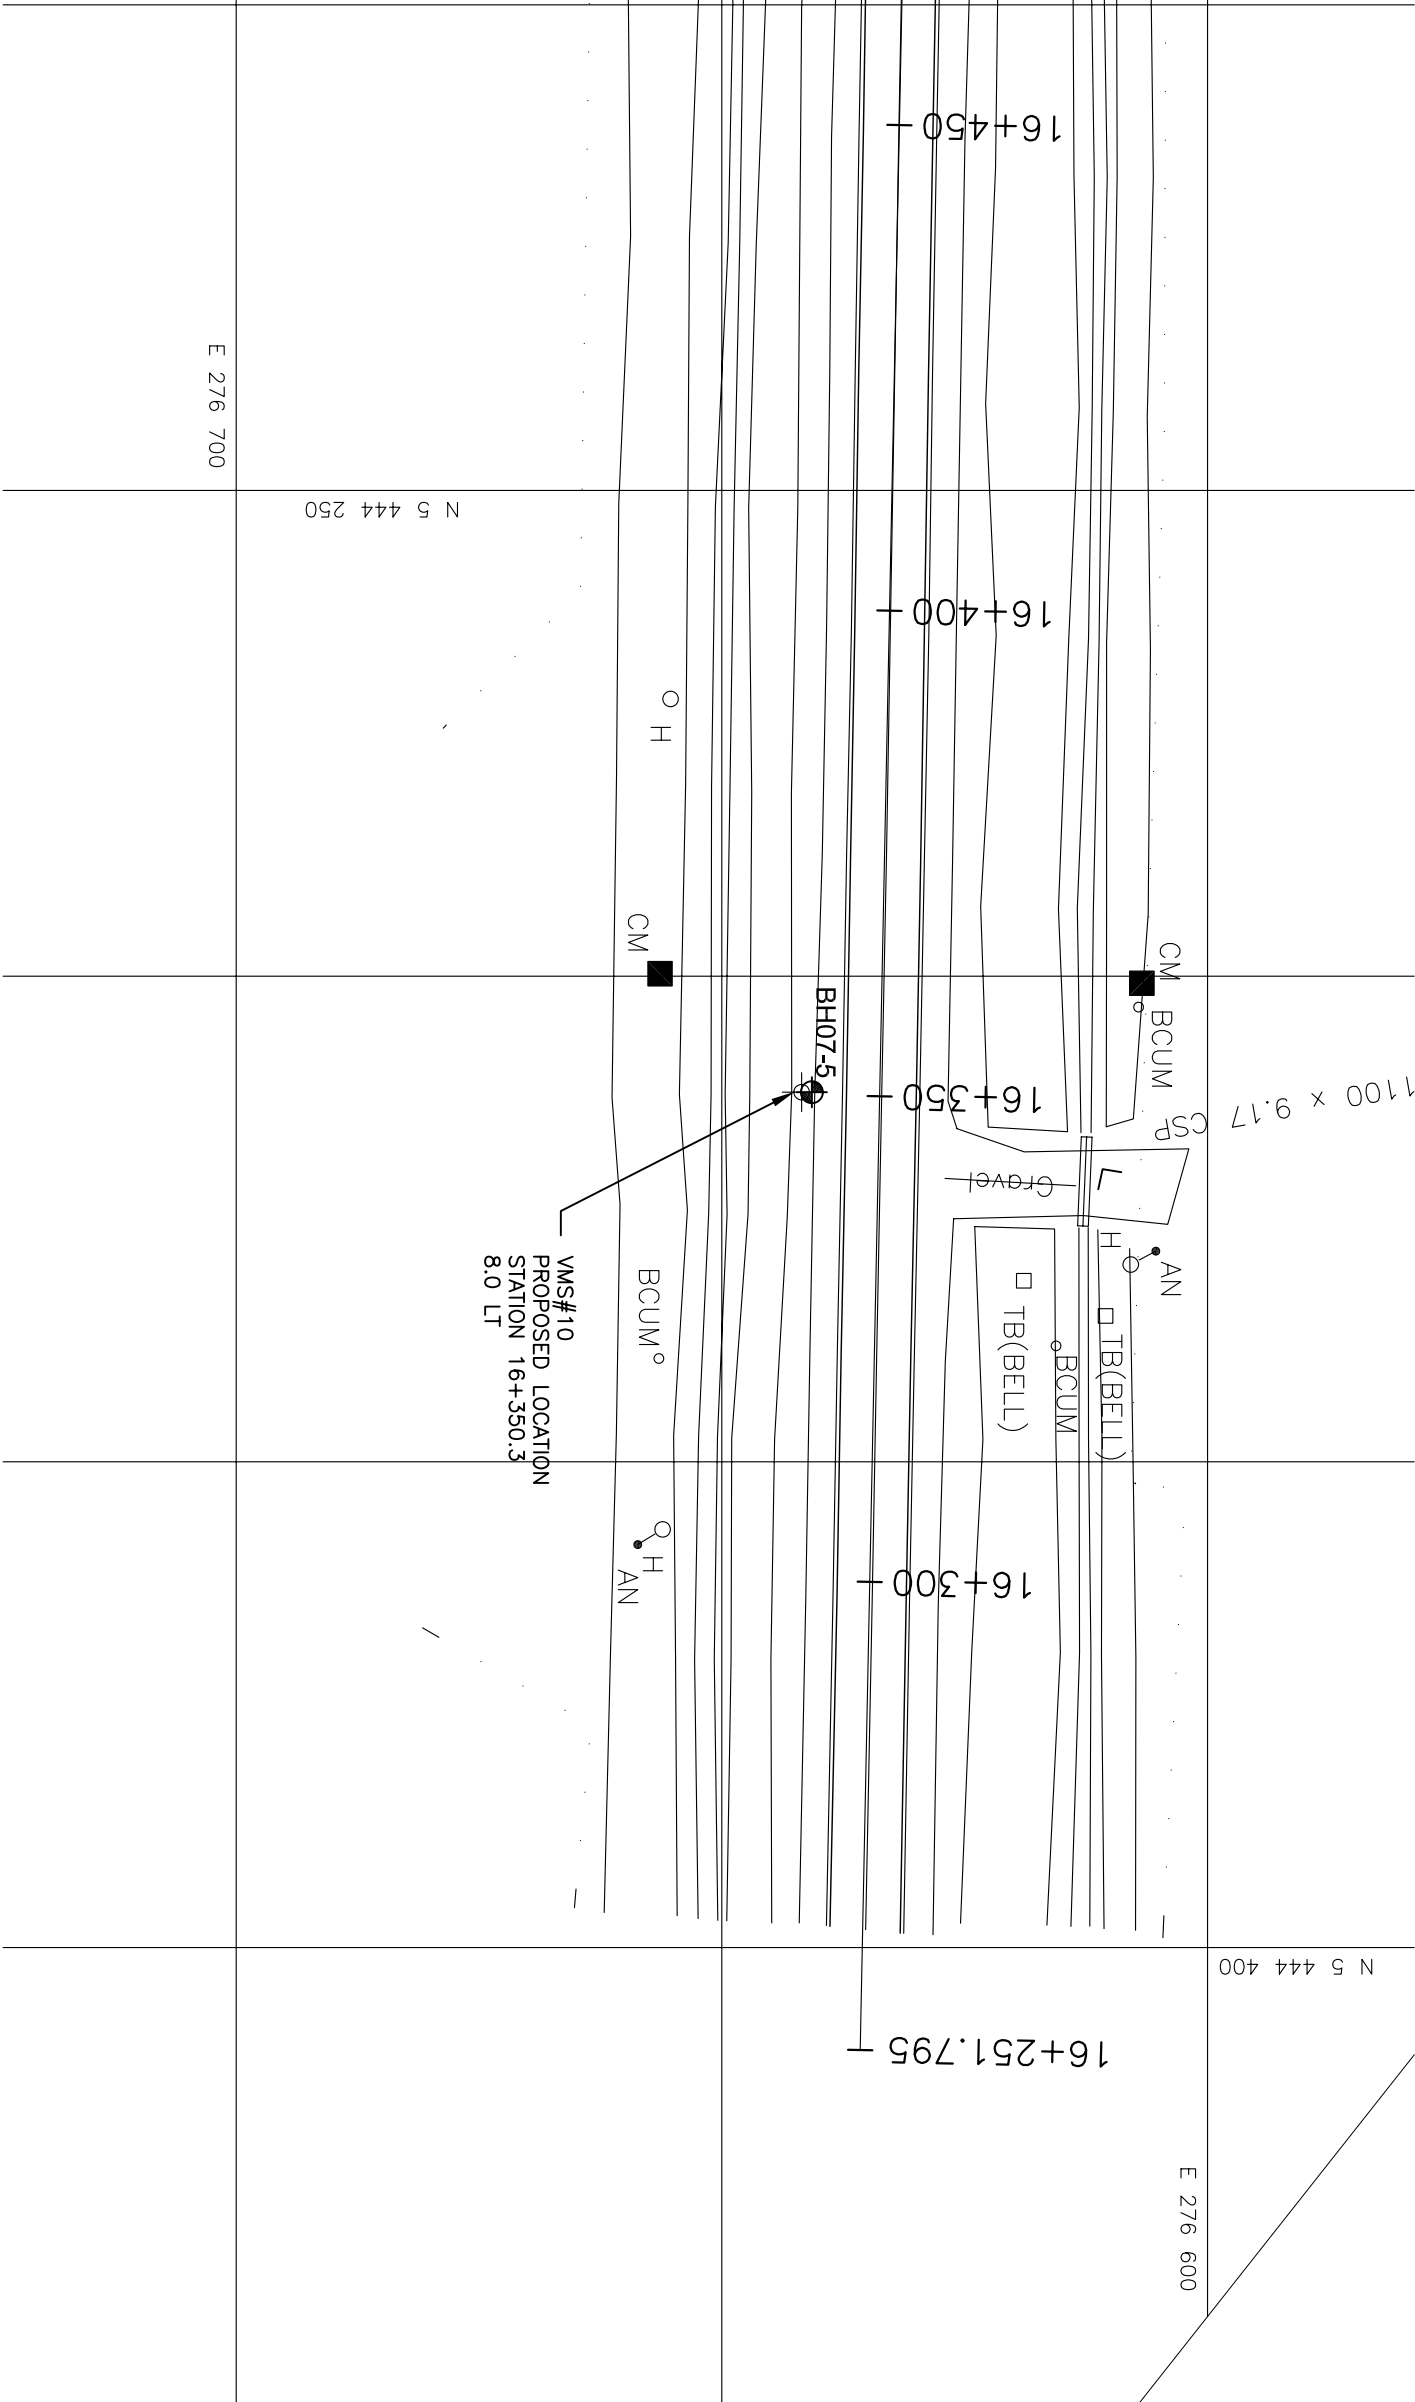 16+450
E 276 700
N 5 444 250
16+400
H
CM
CM
BCUM
BH07-5
16+350
1100 x 9.17 CSP
Gravel
H
AN
VMS#10
PROPOSED LOCATION
STATION 16+350.3
8.0 LT
BCUM
TB(BELL)
BCUM
TB(BELL)
H
AN
16+300
N 5 444 400
16+251.795
E 276 600